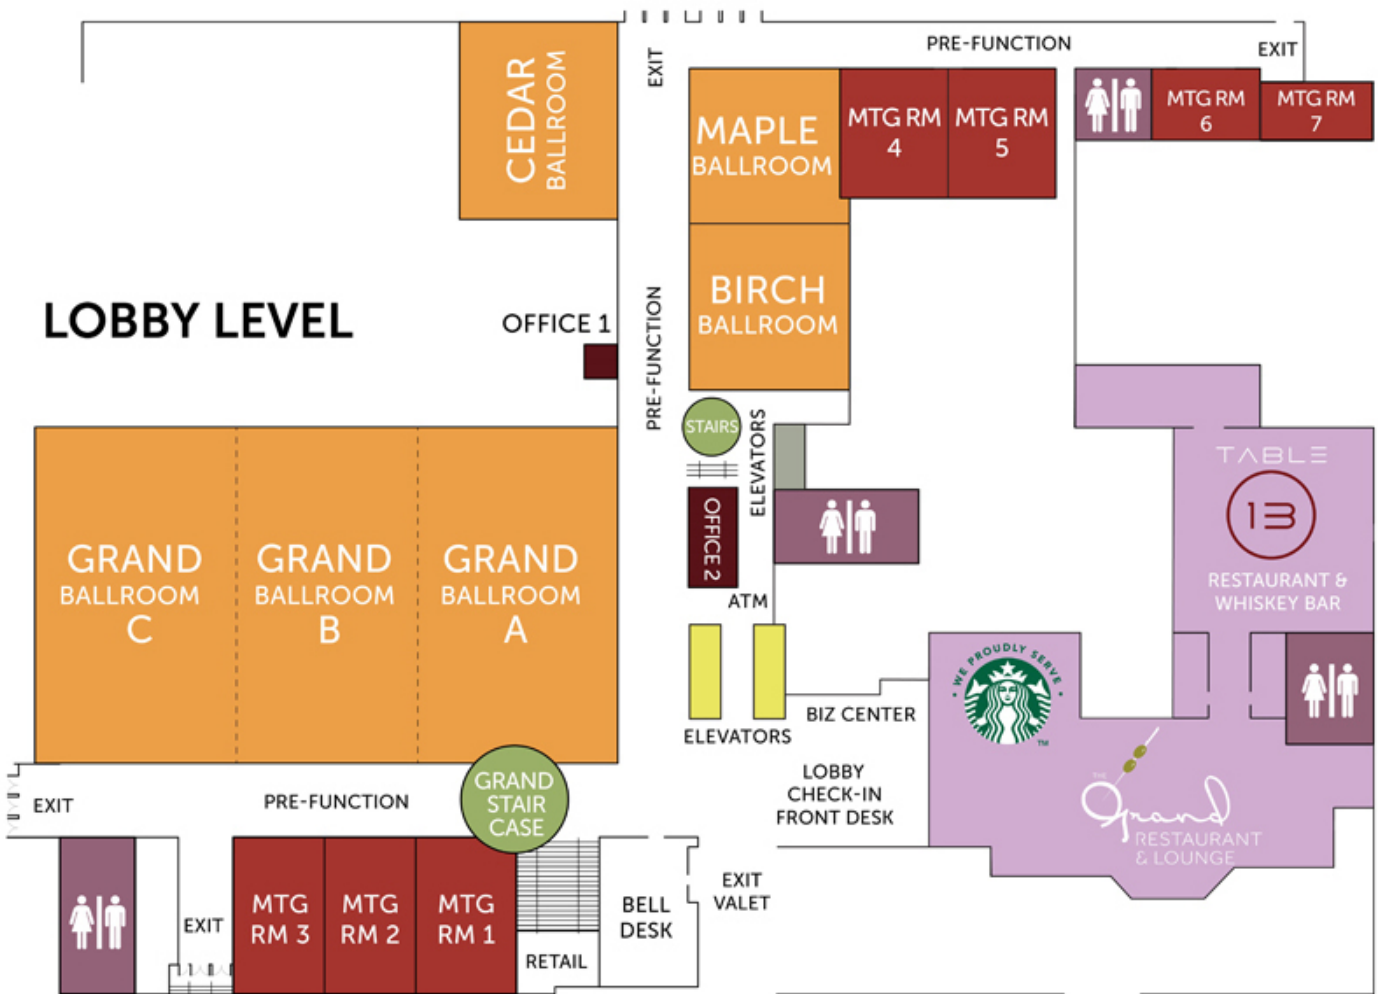 PRE-FUNCTION
EXIT
EXIT
CEDAR
BALLROOM
MAPLE
BALLROOM
MTG RM
4
MTG RM
5
MTG RM
6
MTG RM
7
BIRCH
BALLROOM
LOBBY LEVEL
OFFICE 1
PRE-FUNCTION
STAIRS
ELEVATORS
OFFICE 2
ATM
TABLE
13
RESTAURANT &
WHISKEY BAR
GRAND
BALLROOM
C
GRAND
BALLROOM
B
GRAND
BALLROOM
A
WE PROUDLY SERVE
TM
ELEVATORS
BIZ CENTER
LOBBY
CHECK-IN
FRONT DESK
THE
Grand
RESTAURANT
& LOUNGE
EXIT
PRE-FUNCTION
GRAND
STAIR
CASE
EXIT
MTG
RM 3
MTG
RM 2
MTG
RM 1
RETAIL
BELL
DESK
EXIT
VALET